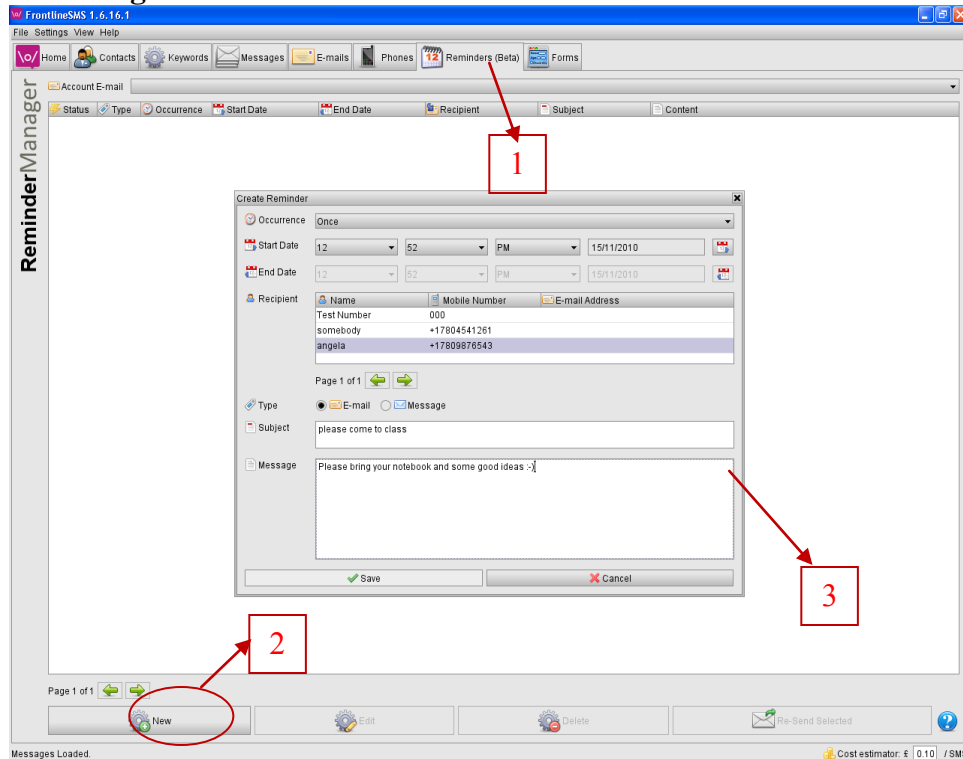 FrontlineSMS 1.6.16.1
File Settings View Help
\o/ Home Contacts Keywords Messages E-mails Phones 12 Reminders (Beta) Forms
ReminderManager
Account E-mail
Status Type Occurrence Start Date End Date Recipient Subject Content
1
Create Reminder
Occurrence Once
Start Date 12 52 PM 15/11/2010
End Date 12 52 PM 15/11/2010
Recipient Name Mobile Number E-mail Address
Test Number 000
somebody +17804541261
angela +17809876543
Page 1 of 1
Type E-mail Message
Subject please come to class
Message Please bring your notebook and some good ideas :-)
Save Cancel
3
2
Page 1 of 1
New Edit Delete Re-Send Selected ?
Messages Loaded. Cost estimator: £ 0.10 / SM